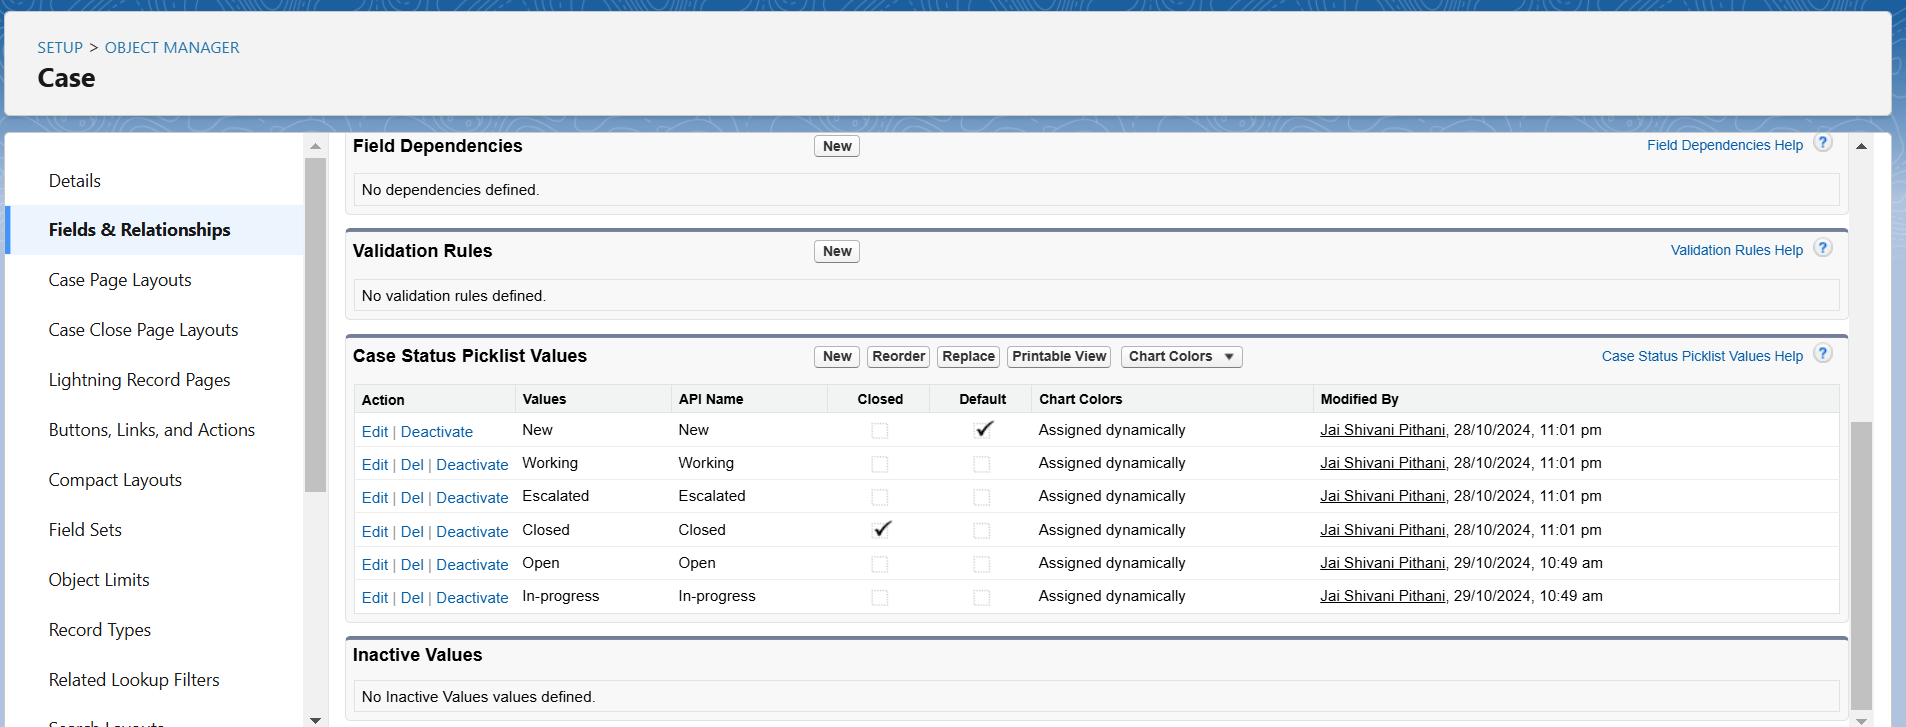 SETUP > OBJECT MANAGER
Case
Details
Fields & Relationships
Case Page Layouts
Case Close Page Layouts
Lightning Record Pages
Buttons, Links, and Actions
Compact Layouts
Field Sets
Object Limits
Record Types
Related Lookup Filters
Search Layouts
Field Dependencies New Field Dependencies Help ?
No dependencies defined.
Validation Rules New Validation Rules Help ?
No validation rules defined.
Case Status Picklist Values New Reorder Replace Printable View Chart Colors ▼ Case Status Picklist Values Help ?
Action Values API Name Closed Default Chart Colors Modified By
Edit | Deactivate New New ✓ Assigned dynamically Jai Shivani Pithani, 28/10/2024, 11:01 pm
Edit | Del | Deactivate Working Working Assigned dynamically Jai Shivani Pithani, 28/10/2024, 11:01 pm
Edit | Del | Deactivate Escalated Escalated Assigned dynamically Jai Shivani Pithani, 28/10/2024, 11:01 pm
Edit | Del | Deactivate Closed Closed ✓ Assigned dynamically Jai Shivani Pithani, 28/10/2024, 11:01 pm
Edit | Del | Deactivate Open Open Assigned dynamically Jai Shivani Pithani, 29/10/2024, 10:49 am
Edit | Del | Deactivate In-progress In-progress Assigned dynamically Jai Shivani Pithani, 29/10/2024, 10:49 am
Inactive Values
No Inactive Values values defined.